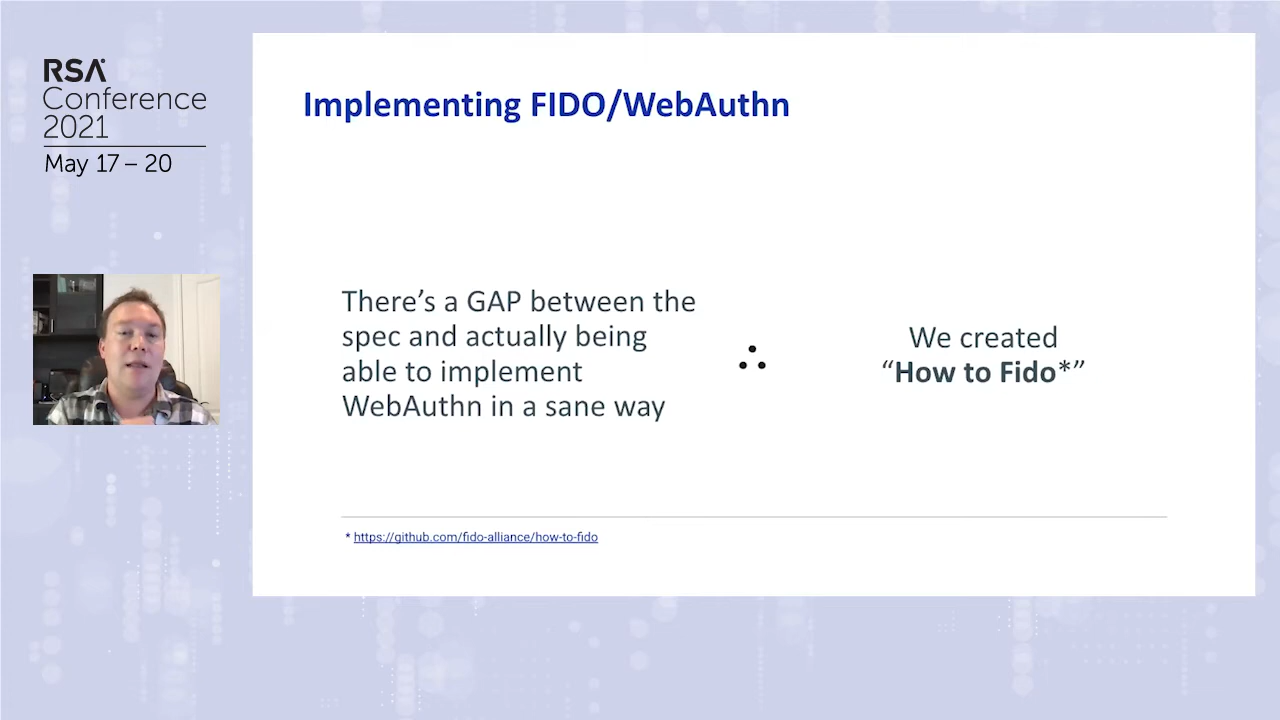 RSA
Conference
2021
May 17 – 20
Implementing FIDO/WebAuthn
There’s a GAP between the
spec and actually being
able to implement
WebAuthn in a sane way
∴
We created
“How to Fido*”
* https://github.com/fido-alliance/how-to-fido